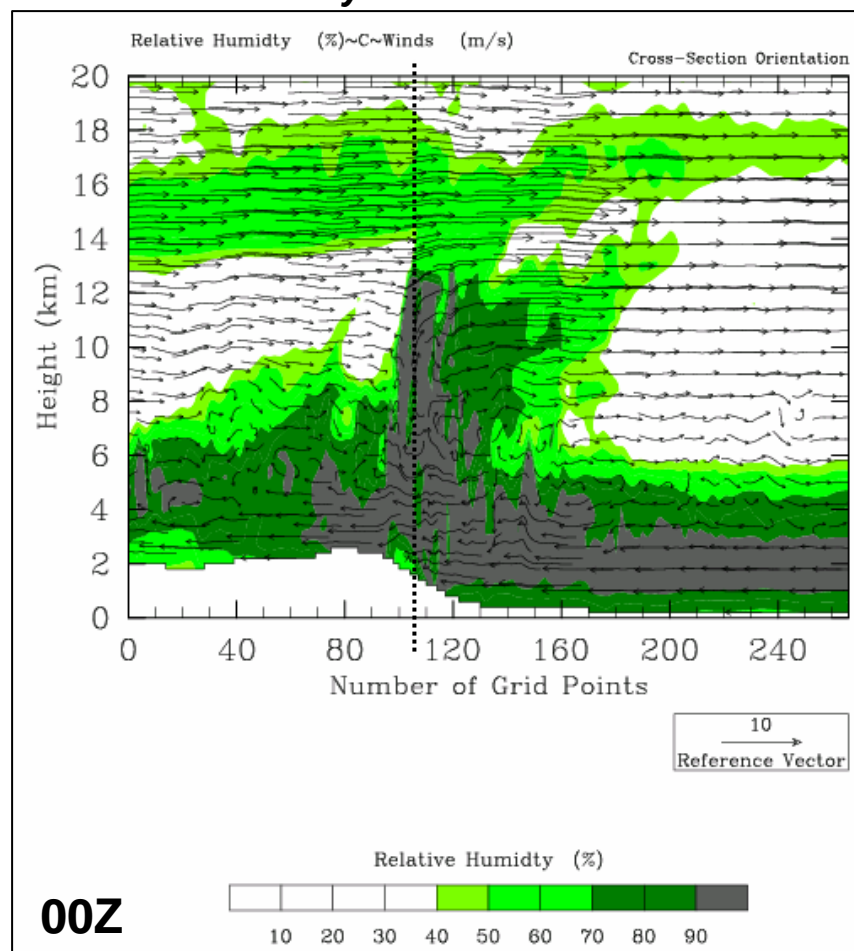 Relative Humidty (%)~C~Winds (m/s)
Cross-Section Orientation
20
18
16
14
12
10
8
6
4
2
0
Height (km)
0 40 80 120 160 200 240
Number of Grid Points
10
Reference Vector
Relative Humidty (%)
10 20 30 40 50 60 70 80 90
00Z